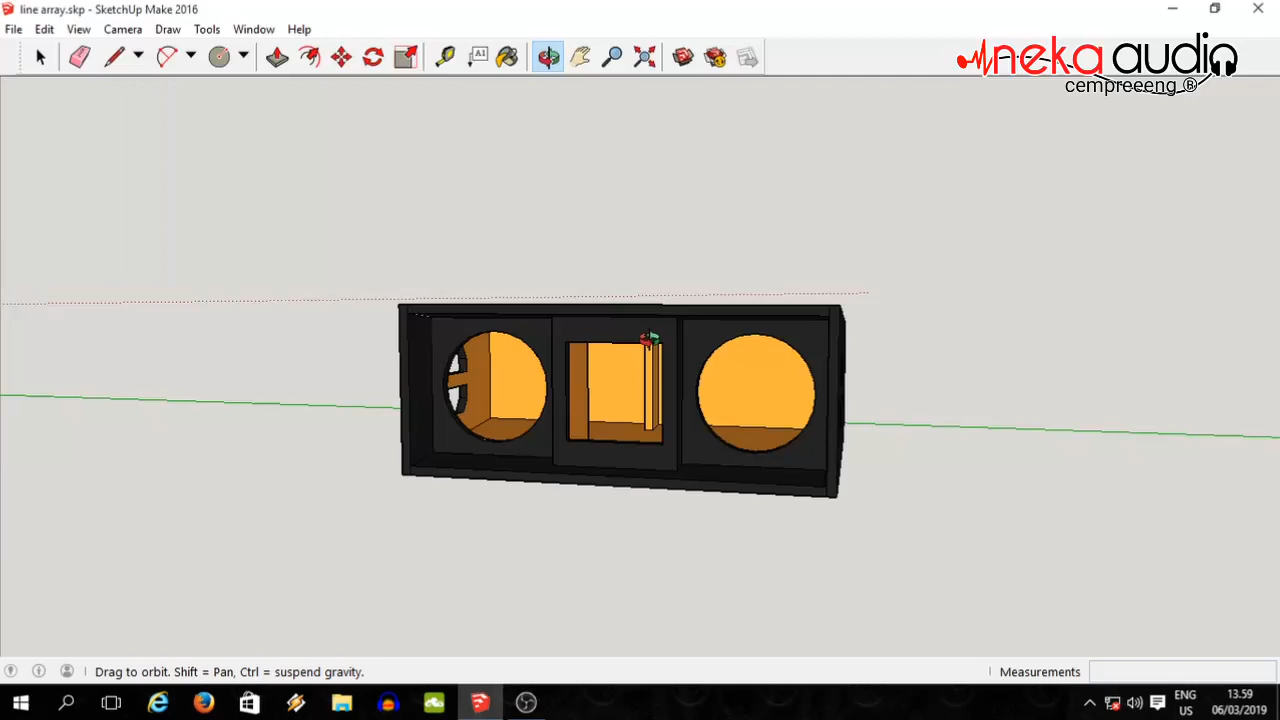 line array.skp - SketchUp Make 2016
File Edit View Camera Draw Tools Window Help
A1
neka audio
cempreeeng ®
Drag to orbit. Shift = Pan, Ctrl = suspend gravity.
Measurements
ENG
US
13.59
06/03/2019